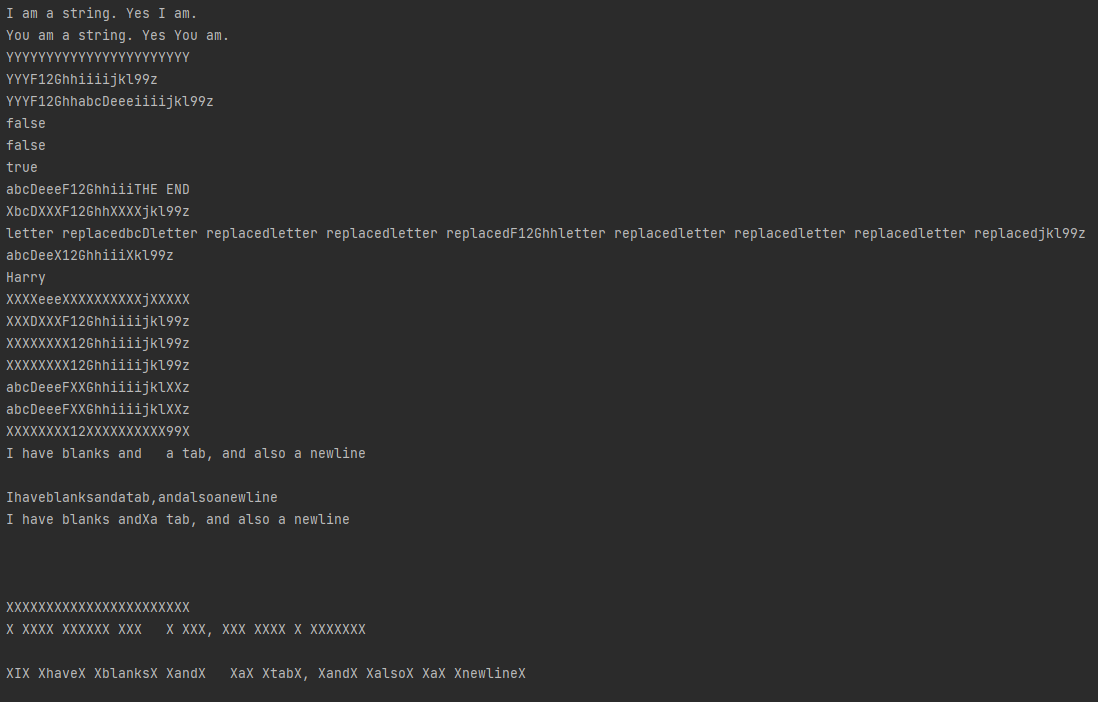 I am a string. Yes I am.
You am a string. Yes You am.
YYYYYYYYYYYYYYYYYYYYYYY
YYYF12Ghhiiiijkl99z
YYYF12GhhabcDeeeiiiijkl99z
false
false
true
abcDeeeF12GhhiiiTHE END
XbcDXXXF12GhhXXXXjkl99z
letter replacedbcDletter replacedletter replacedletter replacedF12Ghhletter replacedletter replacedletter replacedletter replacedjkl99z
abcDeeX12GhhiiiXkl99z
Harry
XXXXeeeXXXXXXXXXXjXXXXX
XXXDXXXF12Ghhiiiijkl99z
XXXXXXXX12Ghhiiiijkl99z
XXXXXXXX12Ghhiiiijkl99z
abcDeeeFXXGhhiiiijklXXz
abcDeeeFXXGhhiiiijklXXz
XXXXXXXX12XXXXXXXXXX99X
I have blanks and   a tab, and also a newline
Ihaveblanksandatab,andalsoanewline
I have blanks andXa tab, and also a newline
XXXXXXXXXXXXXXXXXXXXXXX
X XXXX XXXXXX XXX   X XXX, XXX XXXX X XXXXXXX
XIX XhaveX XblanksX XandX   XaX XtabX, XandX XalsoX XaX XnewlineX